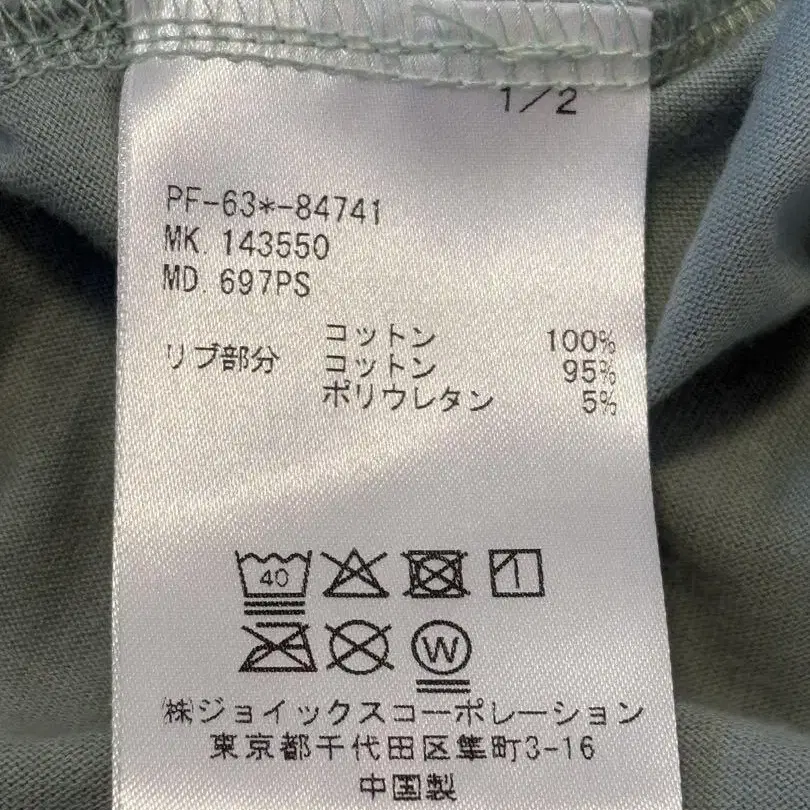 1/2
PF-63*-84741
MK. 143550
MD. 697PS
コットン 100%
リブ部分 コットン 95%
ポリウレタン 5%
40
W
㈱ジョイックスコーポレーション
東京都千代田区隼町3-16
中国製